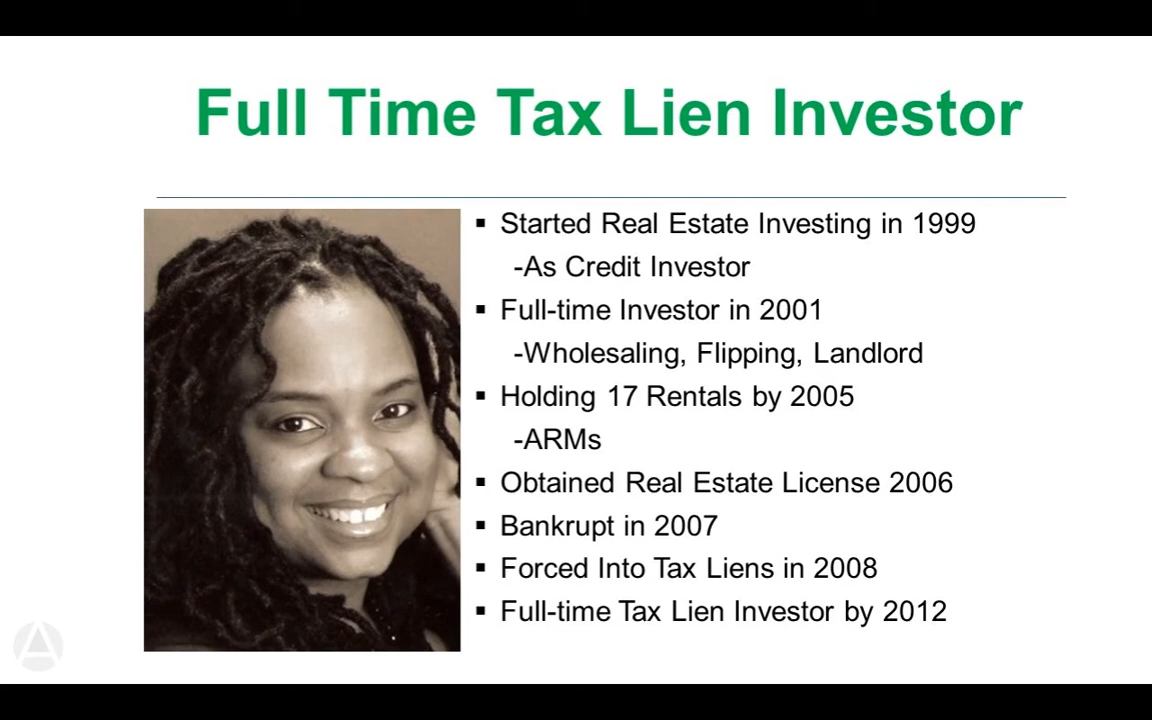 Full Time Tax Lien Investor
▪ Started Real Estate Investing in 1999
-As Credit Investor
▪ Full-time Investor in 2001
-Wholesaling, Flipping, Landlord
▪ Holding 17 Rentals by 2005
-ARMs
▪ Obtained Real Estate License 2006
▪ Bankrupt in 2007
▪ Forced Into Tax Liens in 2008
▪ Full-time Tax Lien Investor by 2012